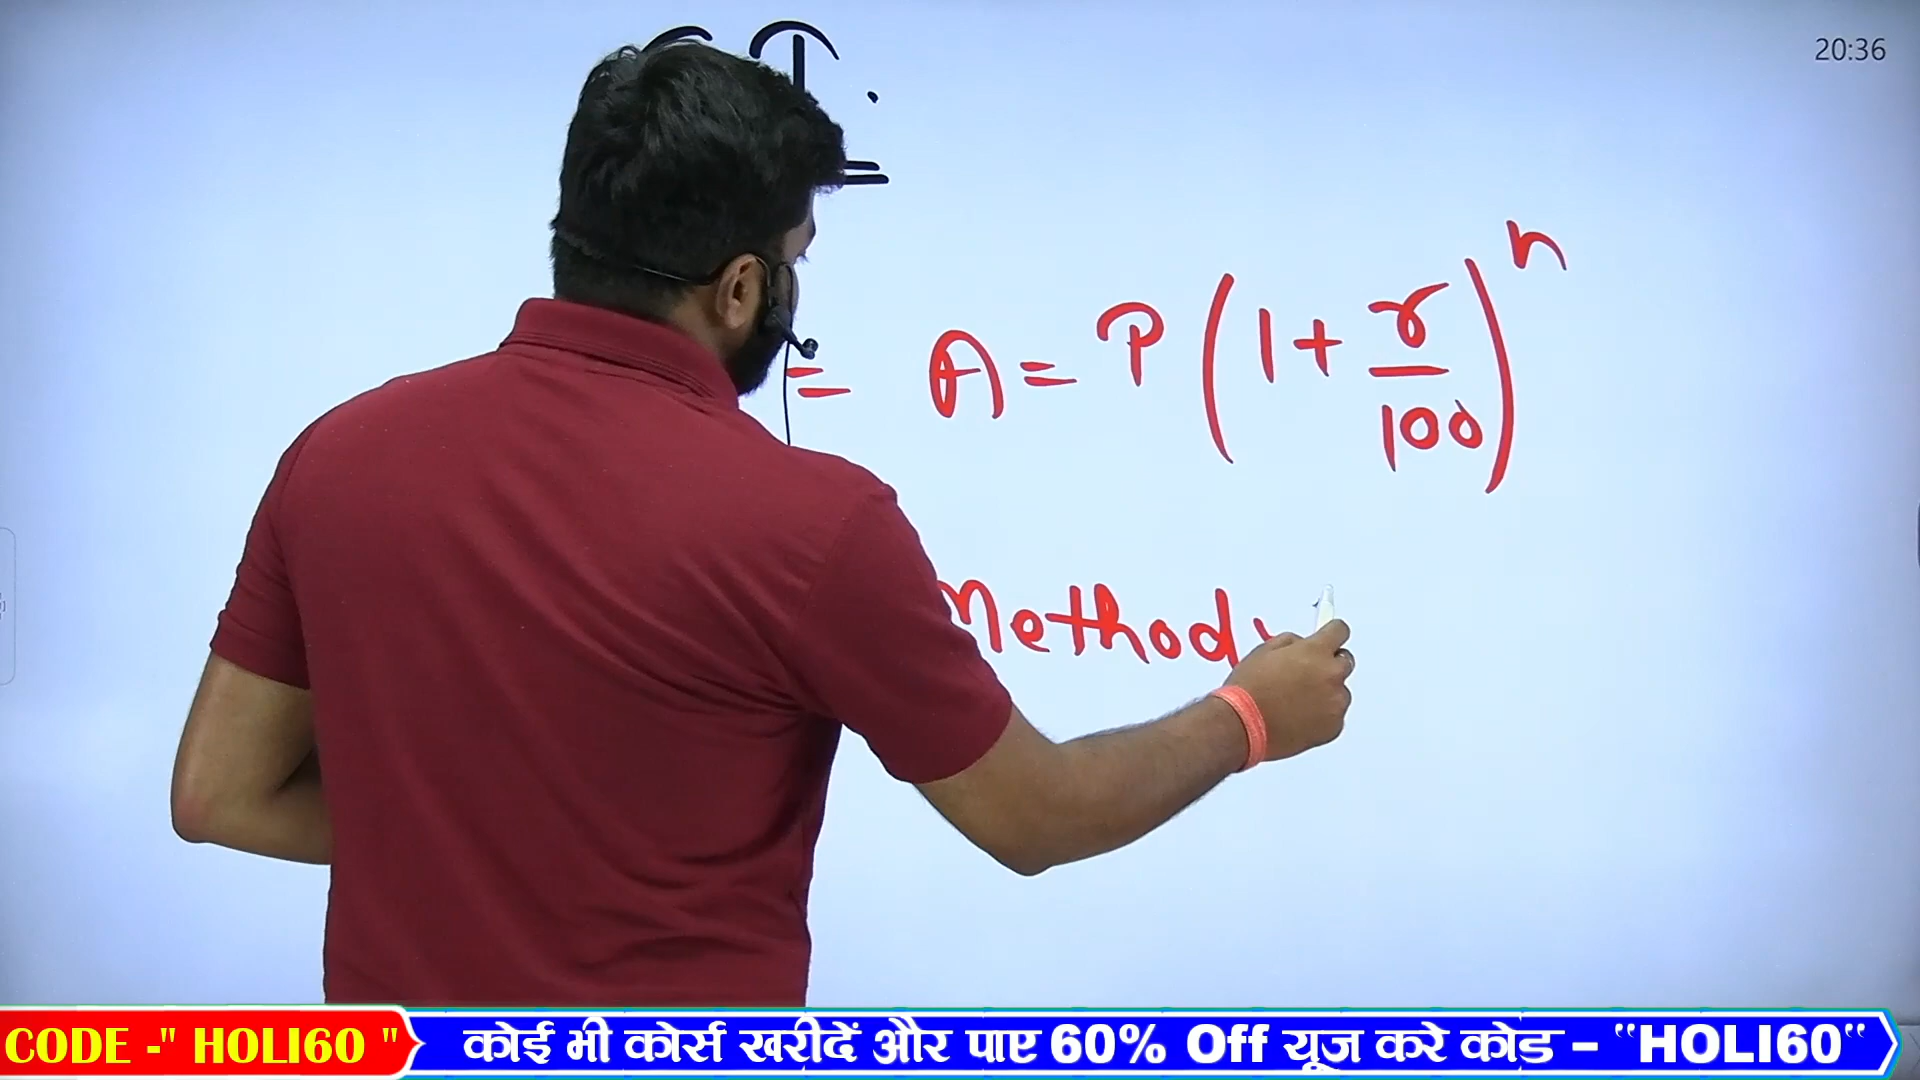 20:36
C.I.
= A = P ( 1 + r/100 )^n
Method
CODE -" HOLI60 "
कोई भी कोर्स खरीदें और पाए 60% Off यूज करे कोड – "HOLI60"